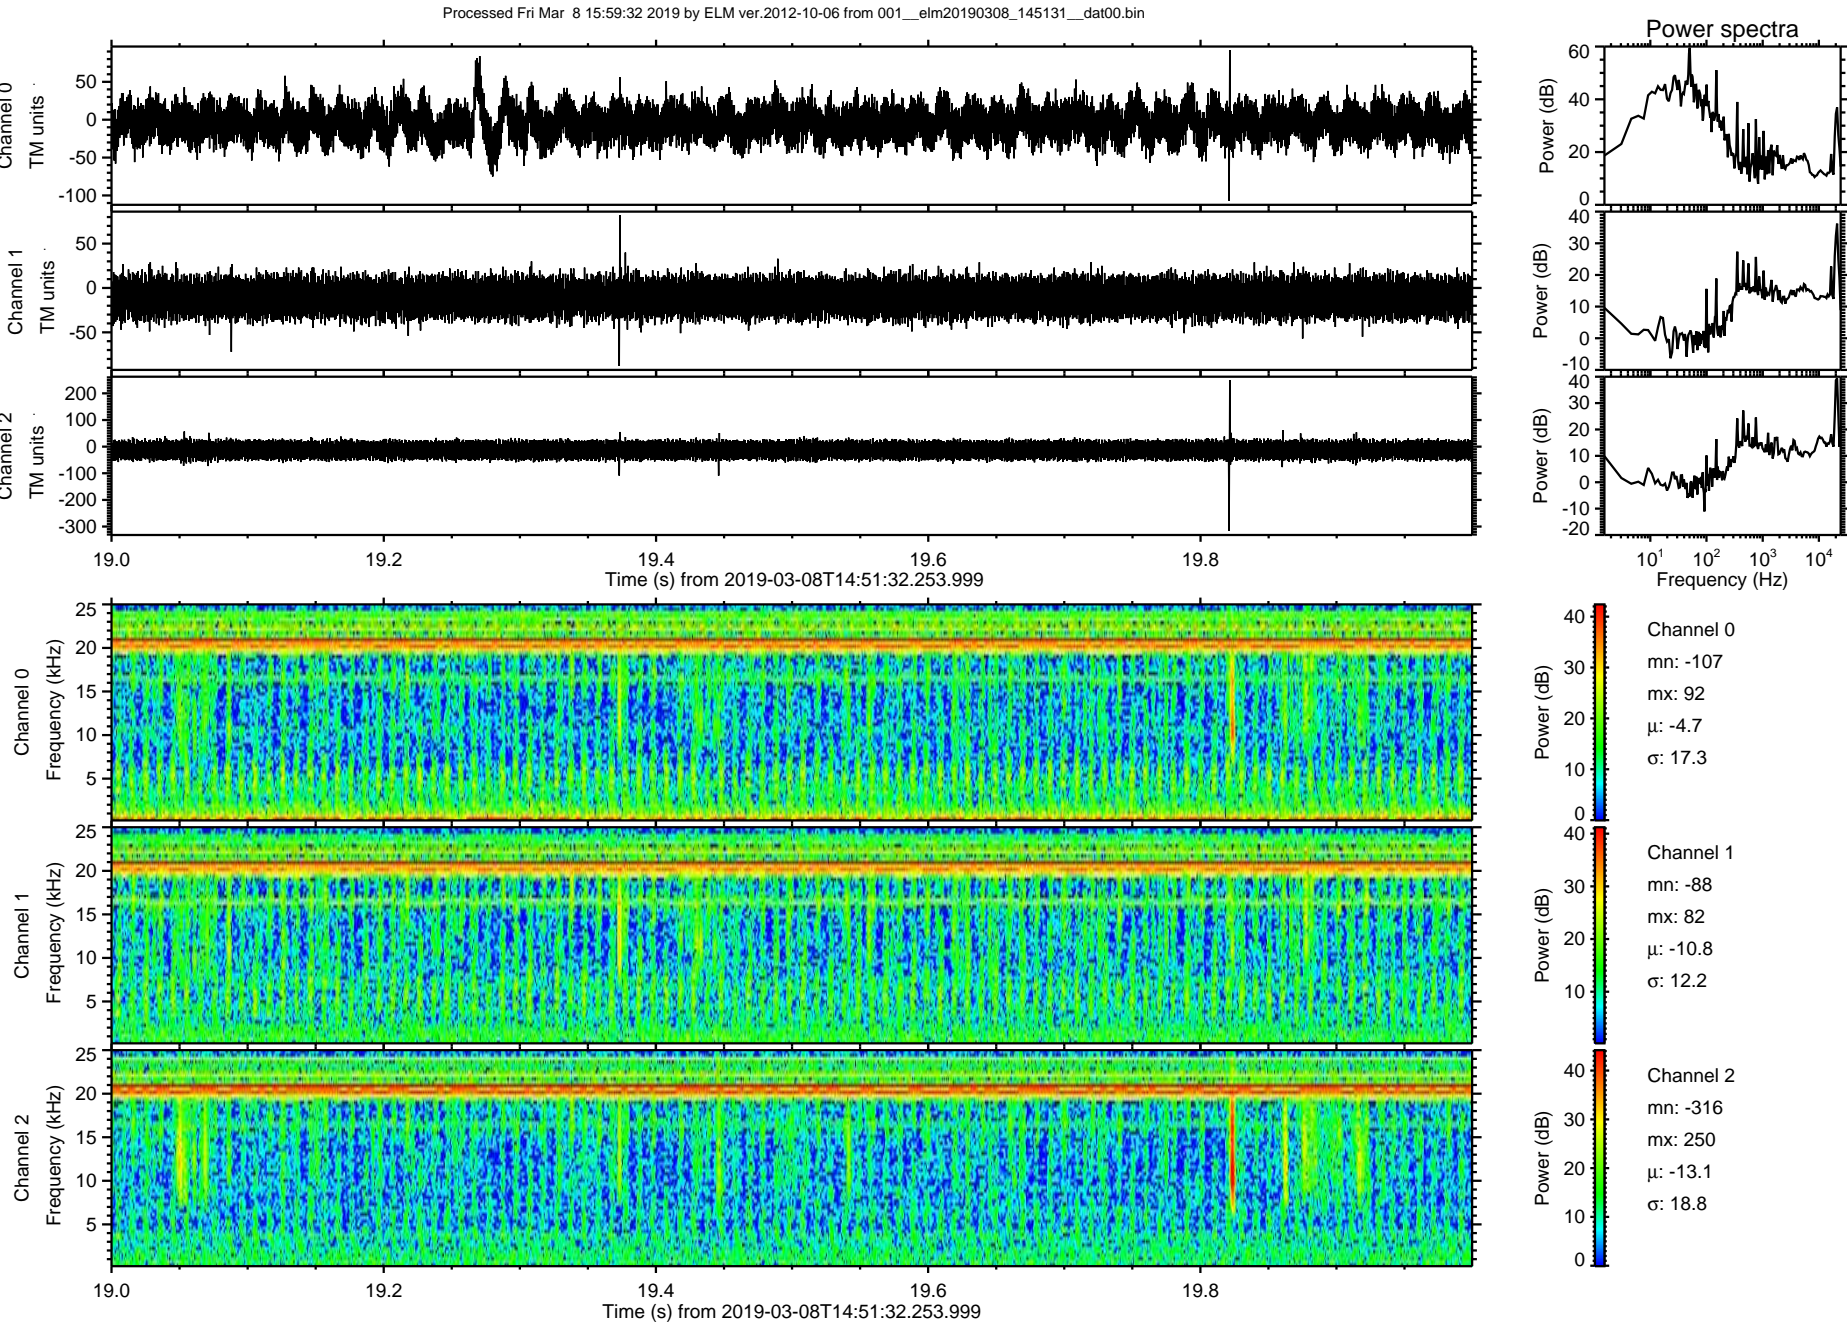 Processed Fri Mar  8 15:59:32 2019 by ELM ver.2012-10-06 from 001__elm20190308_145131__dat00.bin
Power spectra
Channel 0
TM units
50
0
-50
-100
Power (dB)
60
40
20
0
Channel 1
TM units
50
0
-50
Power (dB)
40
30
20
10
0
-10
Channel 2
TM units
200
100
0
-100
-200
-300
Power (dB)
40
30
20
10
0
-10
-20
19.0 19.2 19.4 19.6 19.8
Time (s) from 2019-03-08T14:51:32.253.999
10¹ 10² 10³ 10⁴
Frequency (Hz)
Channel 0
Frequency (kHz)
25
20
15
10
5
Power (dB)
40
30
20
10
0
Channel 0
mn: -107
mx: 92
μ: -4.7
σ: 17.3
Channel 1
Frequency (kHz)
25
20
15
10
5
Power (dB)
40
30
20
10
Channel 1
mn: -88
mx: 82
μ: -10.8
σ: 12.2
Channel 2
Frequency (kHz)
25
20
15
10
5
Power (dB)
40
30
20
10
0
Channel 2
mn: -316
mx: 250
μ: -13.1
σ: 18.8
19.0 19.2 19.4 19.6 19.8
Time (s) from 2019-03-08T14:51:32.253.999